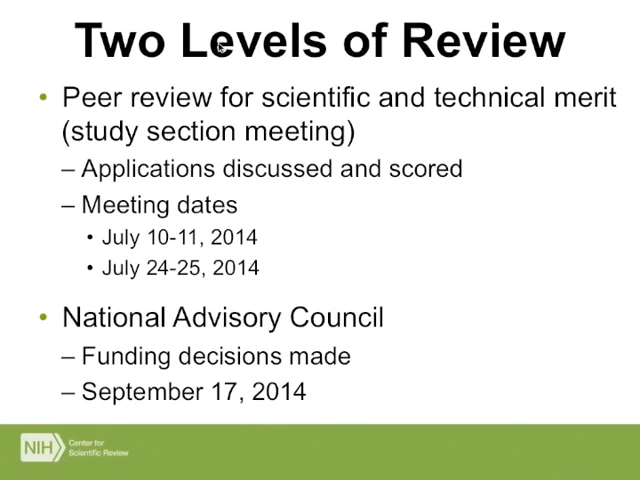 Two Levels of Review
• Peer review for scientific and technical merit
(study section meeting)
– Applications discussed and scored
– Meeting dates
• July 10-11, 2014
• July 24-25, 2014
• National Advisory Council
– Funding decisions made
– September 17, 2014
NIH Center for
Scientific Review